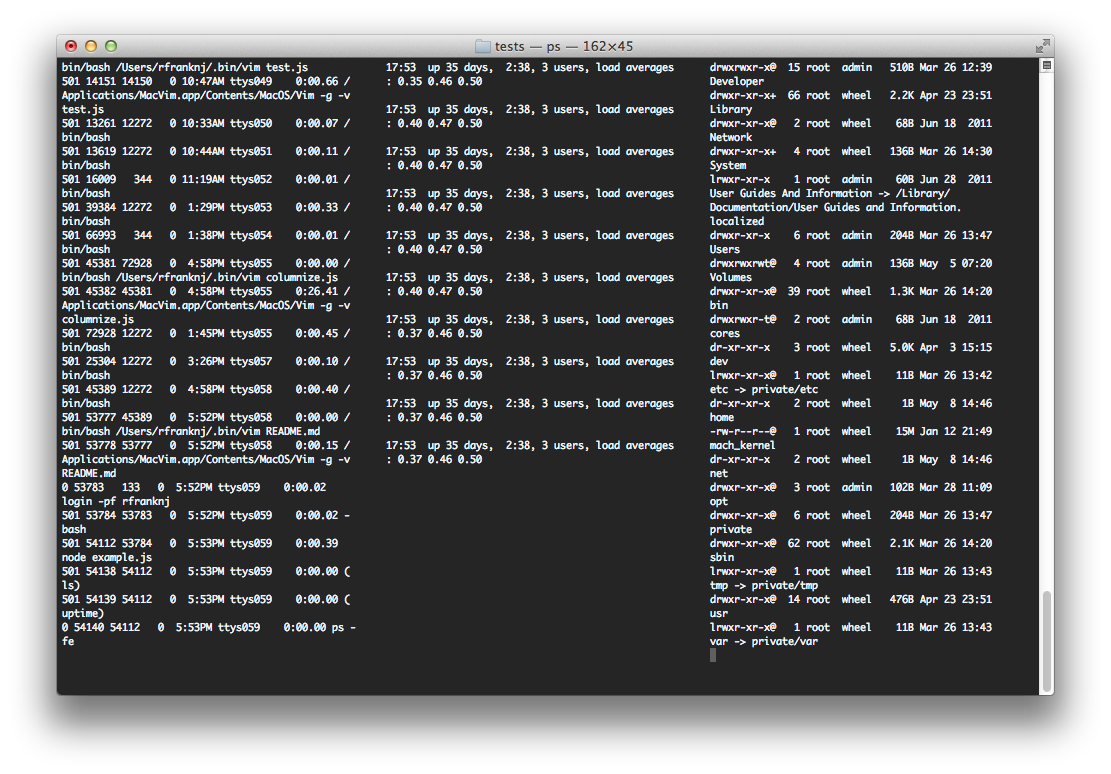 tests — ps — 162×45
bin/bash /Users/rfranknj/.bin/vim test.js
501 14151 14150   0 10:47AM ttys049    0:00.66 /
Applications/MacVim.app/Contents/MacOS/Vim -g -v
test.js
501 13261 12272   0 10:33AM ttys050    0:00.07 /
bin/bash
501 13619 12272   0 10:44AM ttys051    0:00.11 /
bin/bash
501 16009   344   0 11:19AM ttys052    0:00.01 /
bin/bash
501 39384 12272   0  1:29PM ttys053    0:00.33 /
bin/bash
501 66993   344   0  1:38PM ttys054    0:00.01 /
bin/bash
501 45381 72928   0  4:58PM ttys055    0:00.00 /
bin/bash /Users/rfranknj/.bin/vim columnize.js
501 45382 45381   0  4:58PM ttys055    0:26.41 /
Applications/MacVim.app/Contents/MacOS/Vim -g -v
columnize.js
501 72928 12272   0  1:45PM ttys055    0:00.45 /
bin/bash
501 25304 12272   0  3:26PM ttys057    0:00.10 /
bin/bash
501 45389 12272   0  4:58PM ttys058    0:00.40 /
bin/bash
501 53777 45389   0  5:52PM ttys058    0:00.00 /
bin/bash /Users/rfranknj/.bin/vim README.md
501 53778 53777   0  5:52PM ttys058    0:00.15 /
Applications/MacVim.app/Contents/MacOS/Vim -g -v
README.md
0 53783   133   0  5:52PM ttys059    0:00.02
login -pf rfranknj
501 53784 53783   0  5:52PM ttys059    0:00.02 -
bash
501 54112 53784   0  5:53PM ttys059    0:00.39
node example.js
501 54138 54112   0  5:53PM ttys059    0:00.00 (
ls)
501 54139 54112   0  5:53PM ttys059    0:00.00 (
uptime)
0 54140 54112   0  5:53PM ttys059    0:00.00 ps -
fe
17:53  up 35 days,  2:38, 3 users, load averages
: 0.35 0.46 0.50
17:53  up 35 days,  2:38, 3 users, load averages
: 0.40 0.47 0.50
17:53  up 35 days,  2:38, 3 users, load averages
: 0.40 0.47 0.50
17:53  up 35 days,  2:38, 3 users, load averages
: 0.40 0.47 0.50
17:53  up 35 days,  2:38, 3 users, load averages
: 0.40 0.47 0.50
17:53  up 35 days,  2:38, 3 users, load averages
: 0.40 0.47 0.50
17:53  up 35 days,  2:38, 3 users, load averages
: 0.37 0.46 0.50
17:53  up 35 days,  2:38, 3 users, load averages
: 0.37 0.46 0.50
17:53  up 35 days,  2:38, 3 users, load averages
: 0.37 0.46 0.50
17:53  up 35 days,  2:38, 3 users, load averages
: 0.37 0.46 0.50
drwxrwxr-x@  15 root  admin   510B Mar 26 12:39
Developer
drwxr-xr-x+  66 root  wheel   2.2K Apr 23 23:51
Library
drwxr-xr-x@   2 root  wheel    68B Jun 18  2011
Network
drwxr-xr-x+   4 root  wheel   136B Mar 26 14:30
System
lrwxr-xr-x    1 root  admin    60B Jun 28  2011
User Guides And Information -> /Library/
Documentation/User Guides and Information.
localized
drwxr-xr-x    6 root  admin   204B Mar 26 13:47
Users
drwxrwxrwt@   4 root  admin   136B May  5 07:20
Volumes
drwxr-xr-x@  39 root  wheel   1.3K Mar 26 14:20
bin
drwxrwxr-t@   2 root  admin    68B Jun 18  2011
cores
dr-xr-xr-x    3 root  wheel   5.0K Apr  3 15:15
dev
lrwxr-xr-x@   1 root  wheel    11B Mar 26 13:42
etc -> private/etc
dr-xr-xr-x    2 root  wheel     1B May  8 14:46
home
-rw-r--r--@   1 root  wheel    15M Jan 12 21:49
mach_kernel
dr-xr-xr-x    2 root  wheel     1B May  8 14:46
net
drwxr-xr-x@   3 root  admin   102B Mar 28 11:09
opt
drwxr-xr-x@   6 root  wheel   204B Mar 26 13:47
private
drwxr-xr-x@  62 root  wheel   2.1K Mar 26 14:20
sbin
lrwxr-xr-x@   1 root  wheel    11B Mar 26 13:43
tmp -> private/tmp
drwxr-xr-x@  14 root  wheel   476B Apr 23 23:51
usr
lrwxr-xr-x@   1 root  wheel    11B Mar 26 13:43
var -> private/var